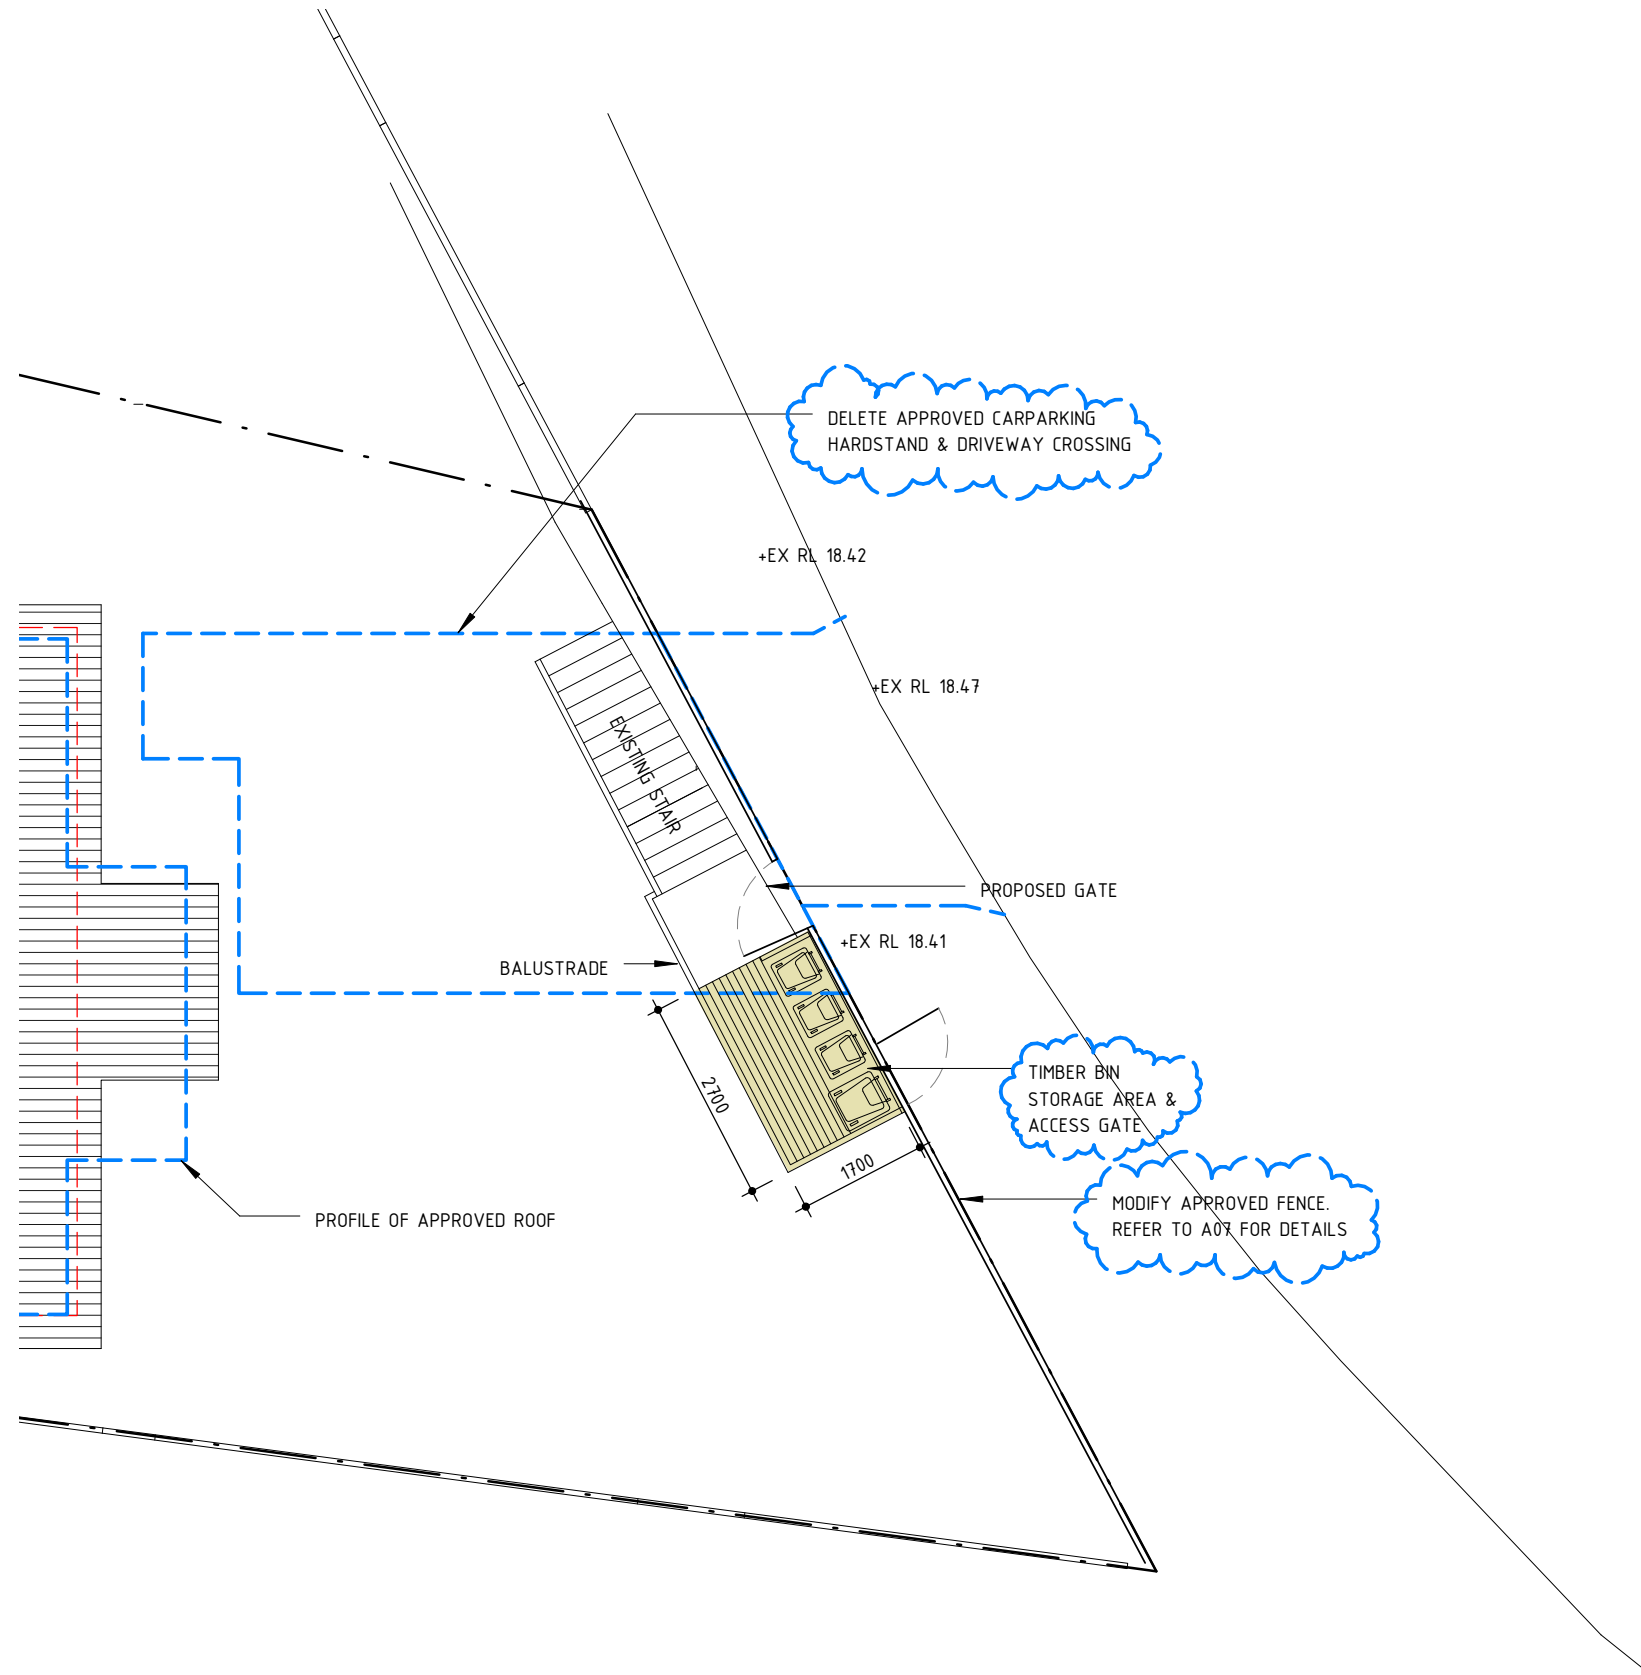 DELETE APPROVED CARPARKING
HARDSTAND & DRIVEWAY CROSSING
+EX RL 18.42
+EX RL 18.47
EXISTING STAIR
PROPOSED GATE
+EX RL 18.41
BALUSTRADE
2700
TIMBER BIN
STORAGE AREA &
ACCESS GATE
1700
MODIFY APPROVED FENCE.
REFER TO A07 FOR DETAILS
PROFILE OF APPROVED ROOF